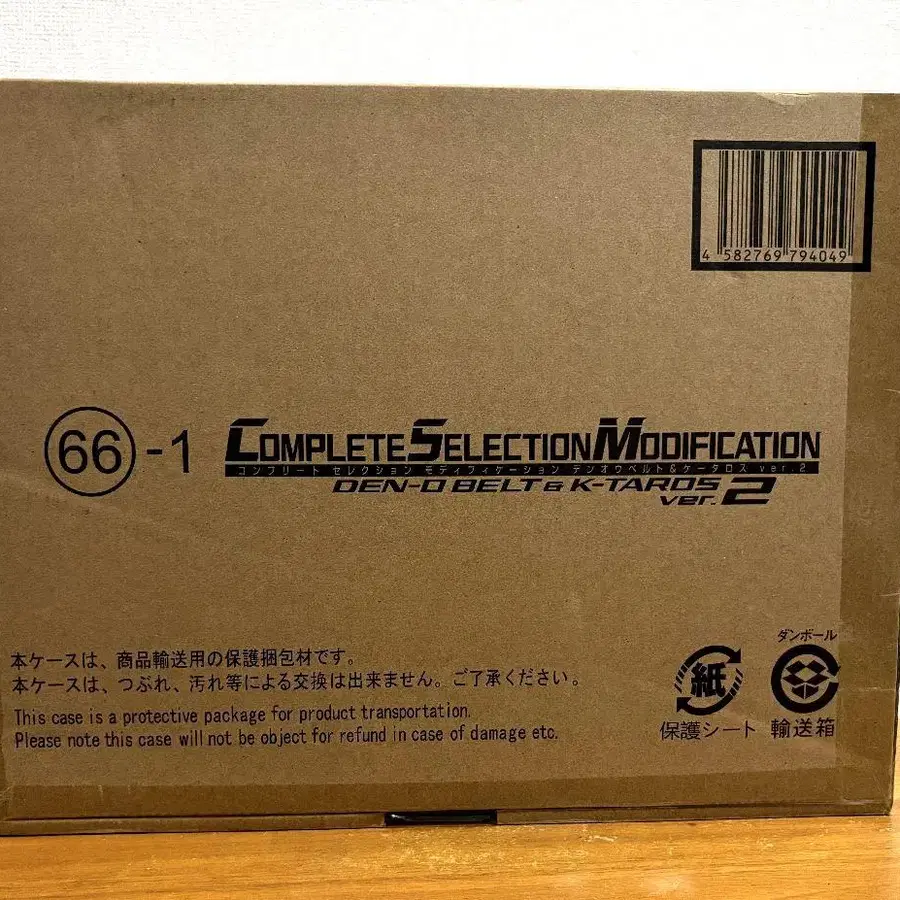 4 582769 794049
66-1
COMPLETE SELECTION MODIFICATION
コンプリート セレクション モディフィケーション デンオウベルト&ケータロス ver.2
DEN-O BELT & K-TAROS
ver.2
本ケースは、商品輸送用の保護梱包材です。
本ケースは、つぶれ、汚れ等による交換は出来ません。ご了承ください。
This case is a protective package for product transportation.
Please note this case will not be object for refund in case of damage etc.
紙
保護シート
ダンボール
輸送箱